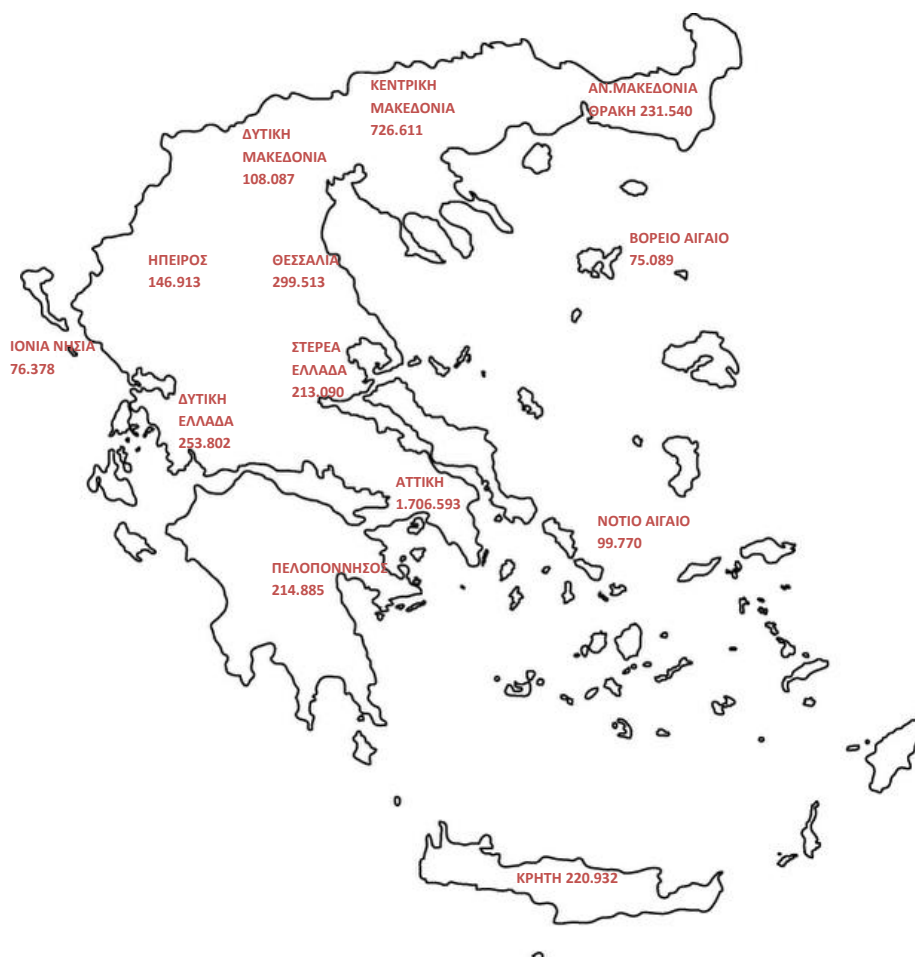 ΚΕΝΤΡΙΚΗ
ΜΑΚΕΔΟΝΙΑ
726.611
ΑΝ.ΜΑΚΕΔΟΝΙΑ
ΘΡΑΚΗ 231.540
ΔΥΤΙΚΗ
ΜΑΚΕΔΟΝΙΑ
108.087
ΒΟΡΕΙΟ ΑΙΓΑΙΟ
75.089
ΗΠΕΙΡΟΣ
146.913
ΘΕΣΣΑΛΙΑ
299.513
ΙΟΝΙΑ ΝΗΣΙΑ
76.378
ΣΤΕΡΕΑ
ΕΛΛΑΔΑ
213.090
ΔΥΤΙΚΗ
ΕΛΛΑΔΑ
253.802
ΑΤΤΙΚΗ
1.706.593
ΝΟΤΙΟ ΑΙΓΑΙΟ
99.770
ΠΕΛΟΠΟΝΝΗΣΟΣ
214.885
ΚΡΗΤΗ 220.932